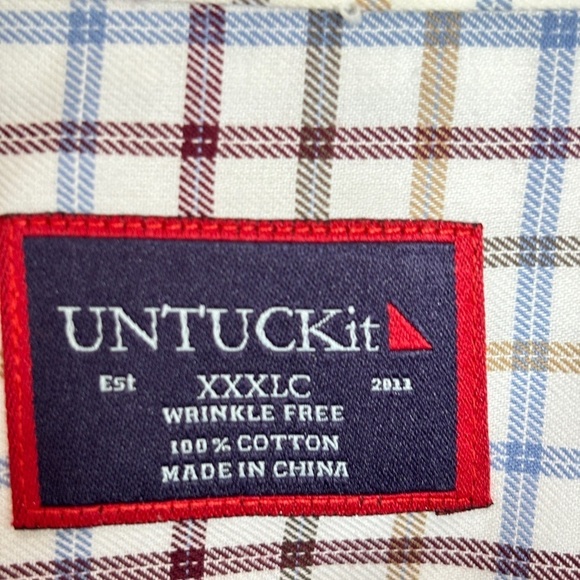 UNTUCKit
Est XXXLC 2011
WRINKLE FREE
100% COTTON
MADE IN CHINA